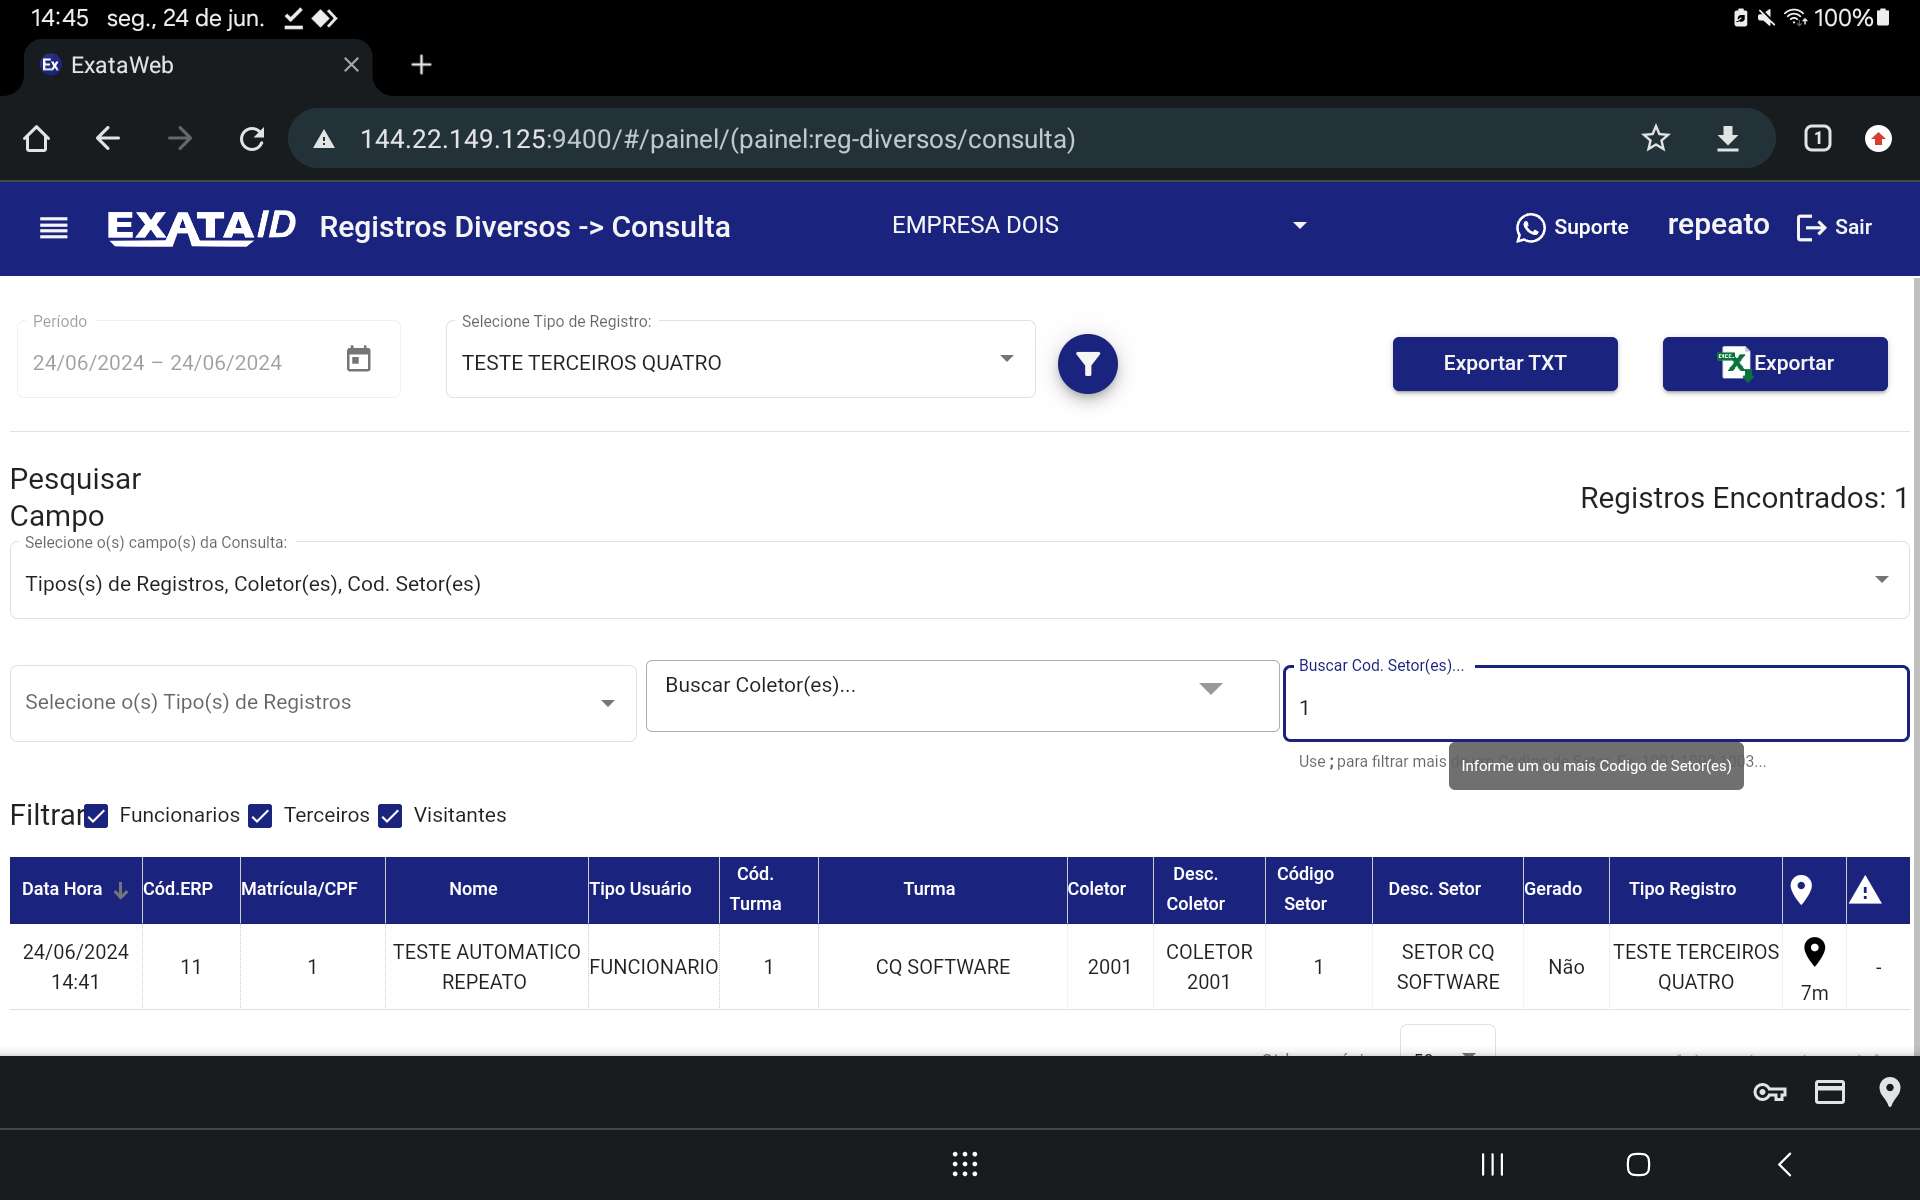 14:45 seg., 24 de jun. 100%
Ex ExataWeb
144.22.149.125:9400/#/painel/(painel:reg-diversos/consulta) 1
EXATAID Registros Diversos -> Consulta EMPRESA DOIS Suporte repeato Sair
Período Selecione Tipo de Registro:
24/06/2024 – 24/06/2024 TESTE TERCEIROS QUATRO Exportar TXT Exportar
Pesquisar
Campo
Registros Encontrados: 1
Selecione o(s) campo(s) da Consulta:
Tipos(s) de Registros, Coletor(es), Cod. Setor(es)
Buscar Cod. Setor(es)...
Selecione o(s) Tipo(s) de Registros Buscar Coletor(es)... 1
Use ; para filtrar mais 03...
Informe um ou mais Codigo de Setor(es)
Filtrar Funcionarios Terceiros Visitantes
Data Hora Cód.ERP Matrícula/CPF Nome Tipo Usuário Cód. Turma Turma Coletor Desc. Coletor Código Setor Desc. Setor Gerado Tipo Registro
24/06/2024 14:41 11 1 TESTE AUTOMATICO REPEATO FUNCIONARIO 1 CQ SOFTWARE 2001 COLETOR 2001 1 SETOR CQ SOFTWARE Não TESTE TERCEIROS QUATRO 7m -